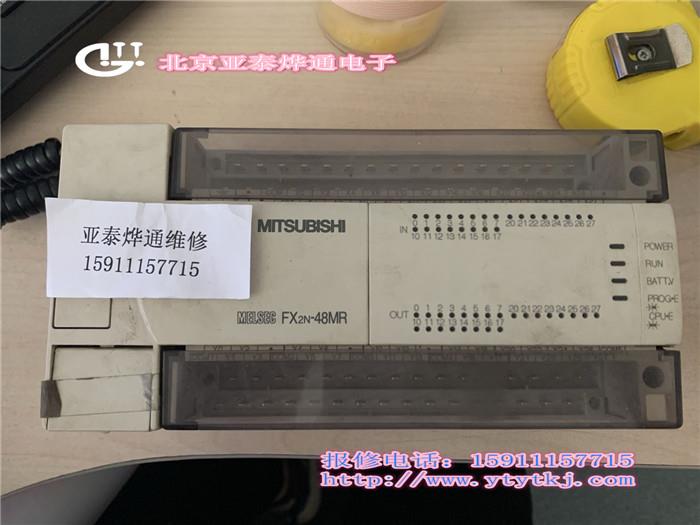 GYTT 北京亚泰烨通电子
亚泰烨通维修
15911157715
MITSUBISHI
MELSEC FX2N-48MR
IN
0 1 2 3 4 5 6 7 20 21 22 23 24 25 26 27
10 11 12 13 14 15 16 17
POWER
RUN
BATT.V
PROG-E
CPU-E
OUT
0 1 2 3 4 5 6 7 20 21 22 23 24 25 26 27
10 11 12 13 14 15 16 17
报修电话：15911157715
http://www.ytytkj.com